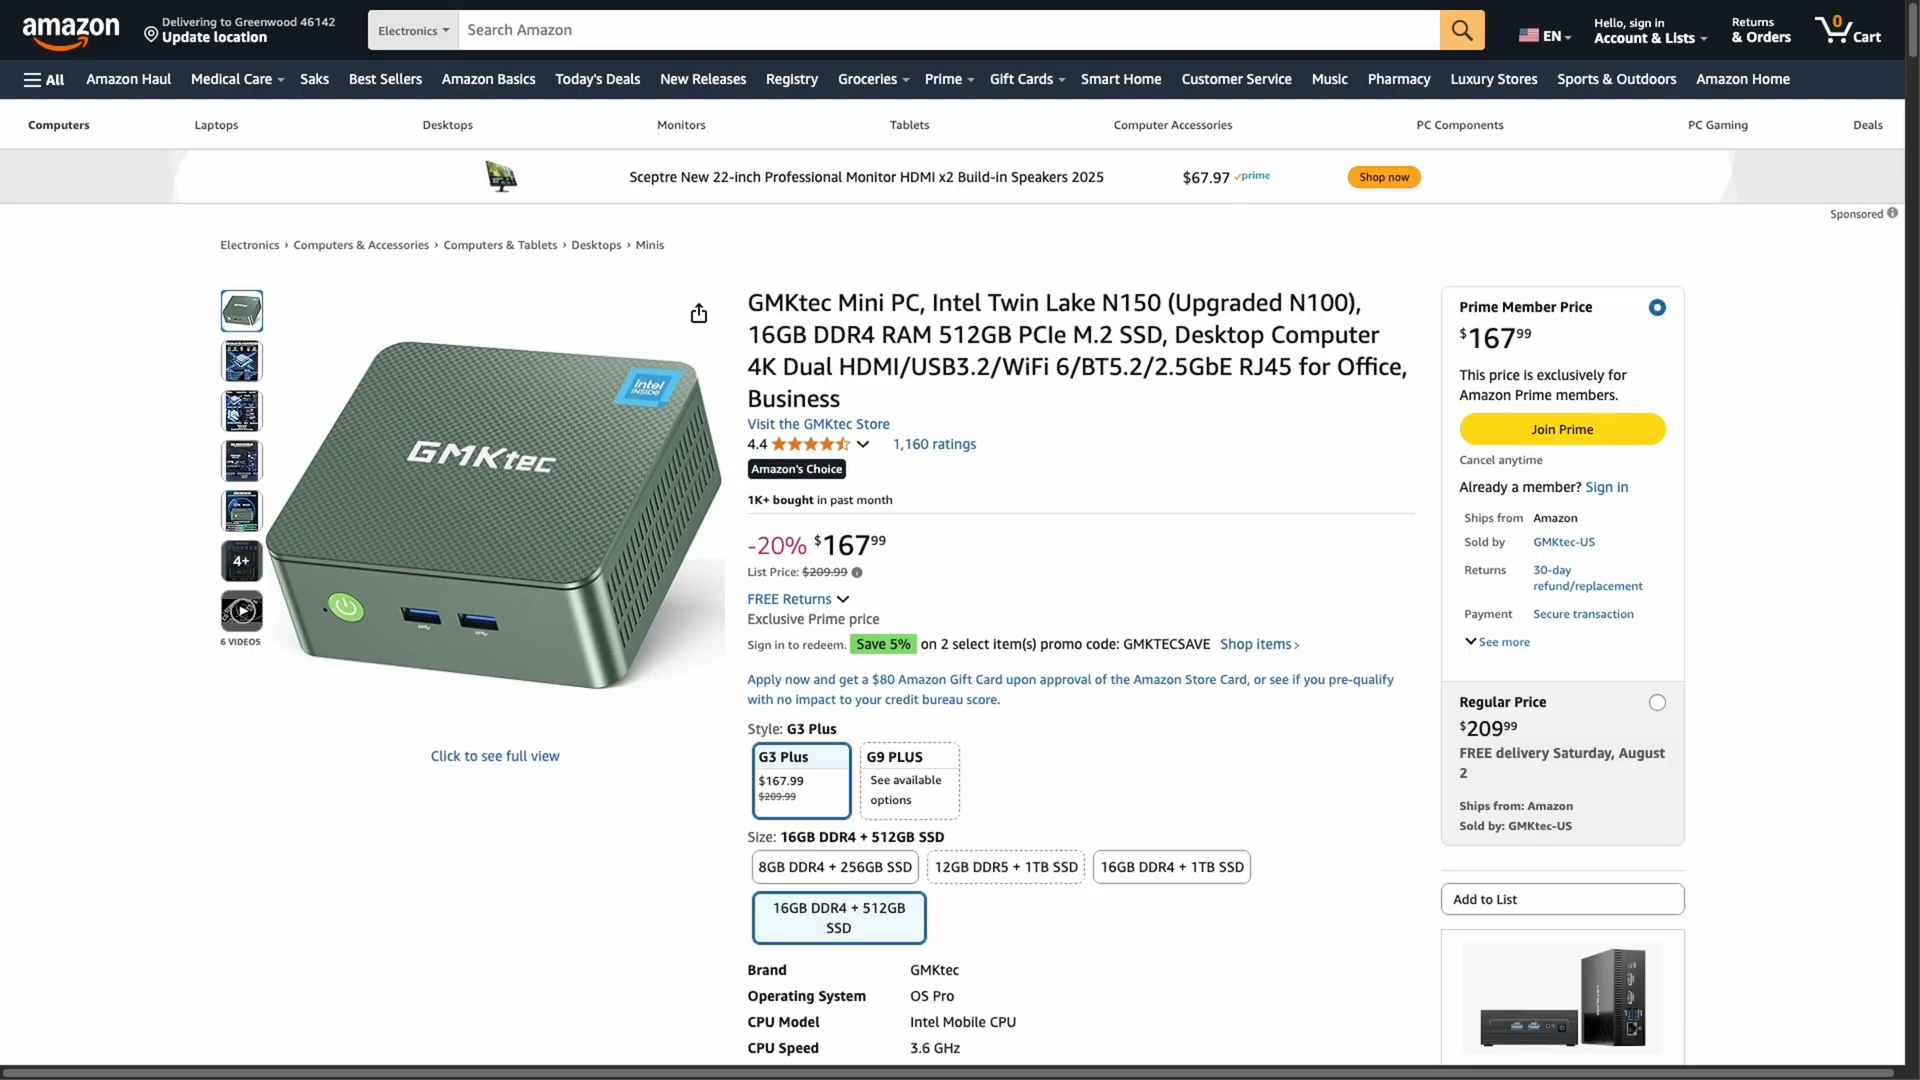 amazon
Delivering to Greenwood 46142
Update location
Electronics
Search Amazon
EN
Hello, sign in
Account & Lists
Returns
& Orders
0
Cart
All
Amazon Haul
Medical Care
Saks
Best Sellers
Amazon Basics
Today's Deals
New Releases
Registry
Groceries
Prime
Gift Cards
Smart Home
Customer Service
Music
Pharmacy
Luxury Stores
Sports & Outdoors
Amazon Home
Computers
Laptops
Desktops
Monitors
Tablets
Computer Accessories
PC Components
PC Gaming
Deals
Sceptre New 22-inch Professional Monitor HDMI x2 Build-in Speakers 2025
$67.97 prime
Shop now
Sponsored
Electronics › Computers & Accessories › Computers & Tablets › Desktops › Minis
4+
6 VIDEOS
intel
INSIDE
GMKtec
Click to see full view
GMKtec Mini PC, Intel Twin Lake N150 (Upgraded N100),
16GB DDR4 RAM 512GB PCIe M.2 SSD, Desktop Computer
4K Dual HDMI/USB3.2/WiFi 6/BT5.2/2.5GbE RJ45 for Office,
Business
Visit the GMKtec Store
4.4
1,160 ratings
Amazon's Choice
1K+ bought in past month
-20% $167 99
List Price: $209.99
FREE Returns
Exclusive Prime price
Sign in to redeem. Save 5% on 2 select item(s) promo code: GMKTECSAVE Shop items ›
Apply now and get a $80 Amazon Gift Card upon approval of the Amazon Store Card, or see if you pre-qualify
with no impact to your credit bureau score.
Style: G3 Plus
G3 Plus
$167.99
$209.99
G9 PLUS
See available
options
Size: 16GB DDR4 + 512GB SSD
8GB DDR4 + 256GB SSD
12GB DDR5 + 1TB SSD
16GB DDR4 + 1TB SSD
16GB DDR4 + 512GB
SSD
Brand GMKtec
Operating System OS Pro
CPU Model Intel Mobile CPU
CPU Speed 3.6 GHz
Prime Member Price
$167 99
This price is exclusively for
Amazon Prime members.
Join Prime
Cancel anytime
Already a member? Sign in
Ships from Amazon
Sold by GMKtec-US
Returns 30-day
refund/replacement
Payment Secure transaction
See more
Regular Price
$209 99
FREE delivery Saturday, August
2
Ships from: Amazon
Sold by: GMKtec-US
Add to List